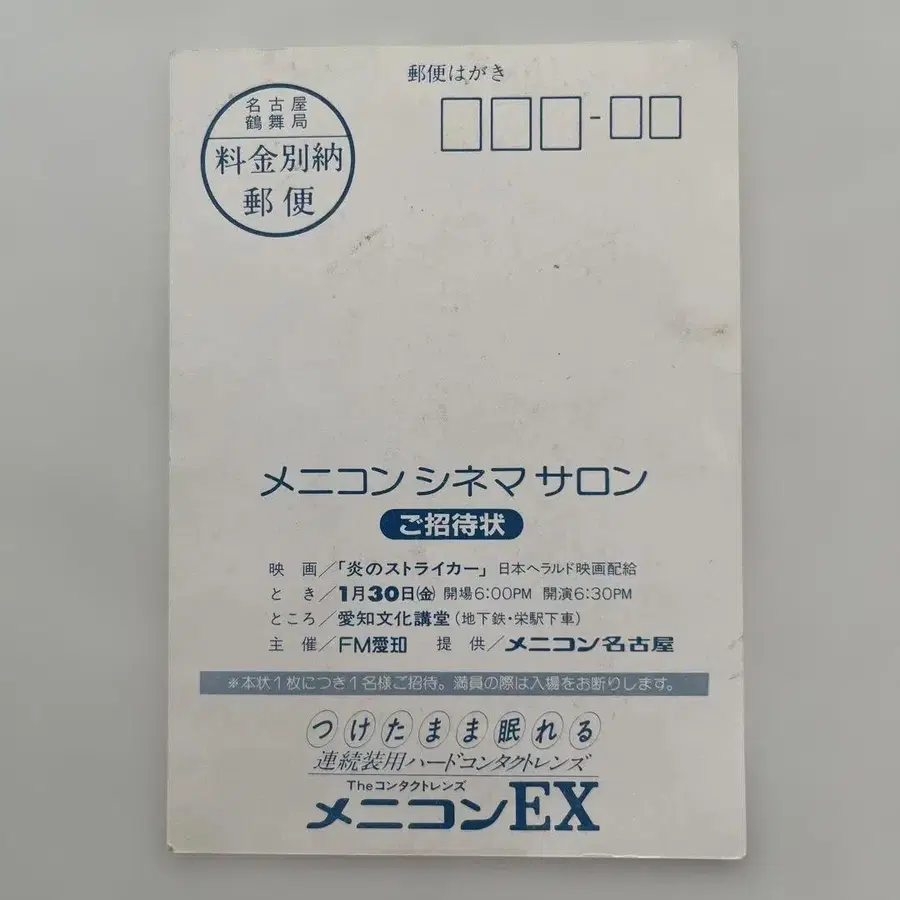 郵便はがき
名古屋
鶴舞局
料金別納
郵便
-
メニコン シネマ サロン
ご招待状
映 画／「炎のストライカー」日本ヘラルド映画配給
と き／1月30日(金) 開場6:00PM 開演6:30PM
ところ／愛知文化講堂（地下鉄・栄駅下車）
主 催／FM愛知 提 供／メニコン名古屋
※本状1枚につき1名様ご招待。満員の際は入場をお断りします。
つけたまま眠れる
連続装用ハードコンタクトレンズ
Theコンタクトレンズ
メニコンEX